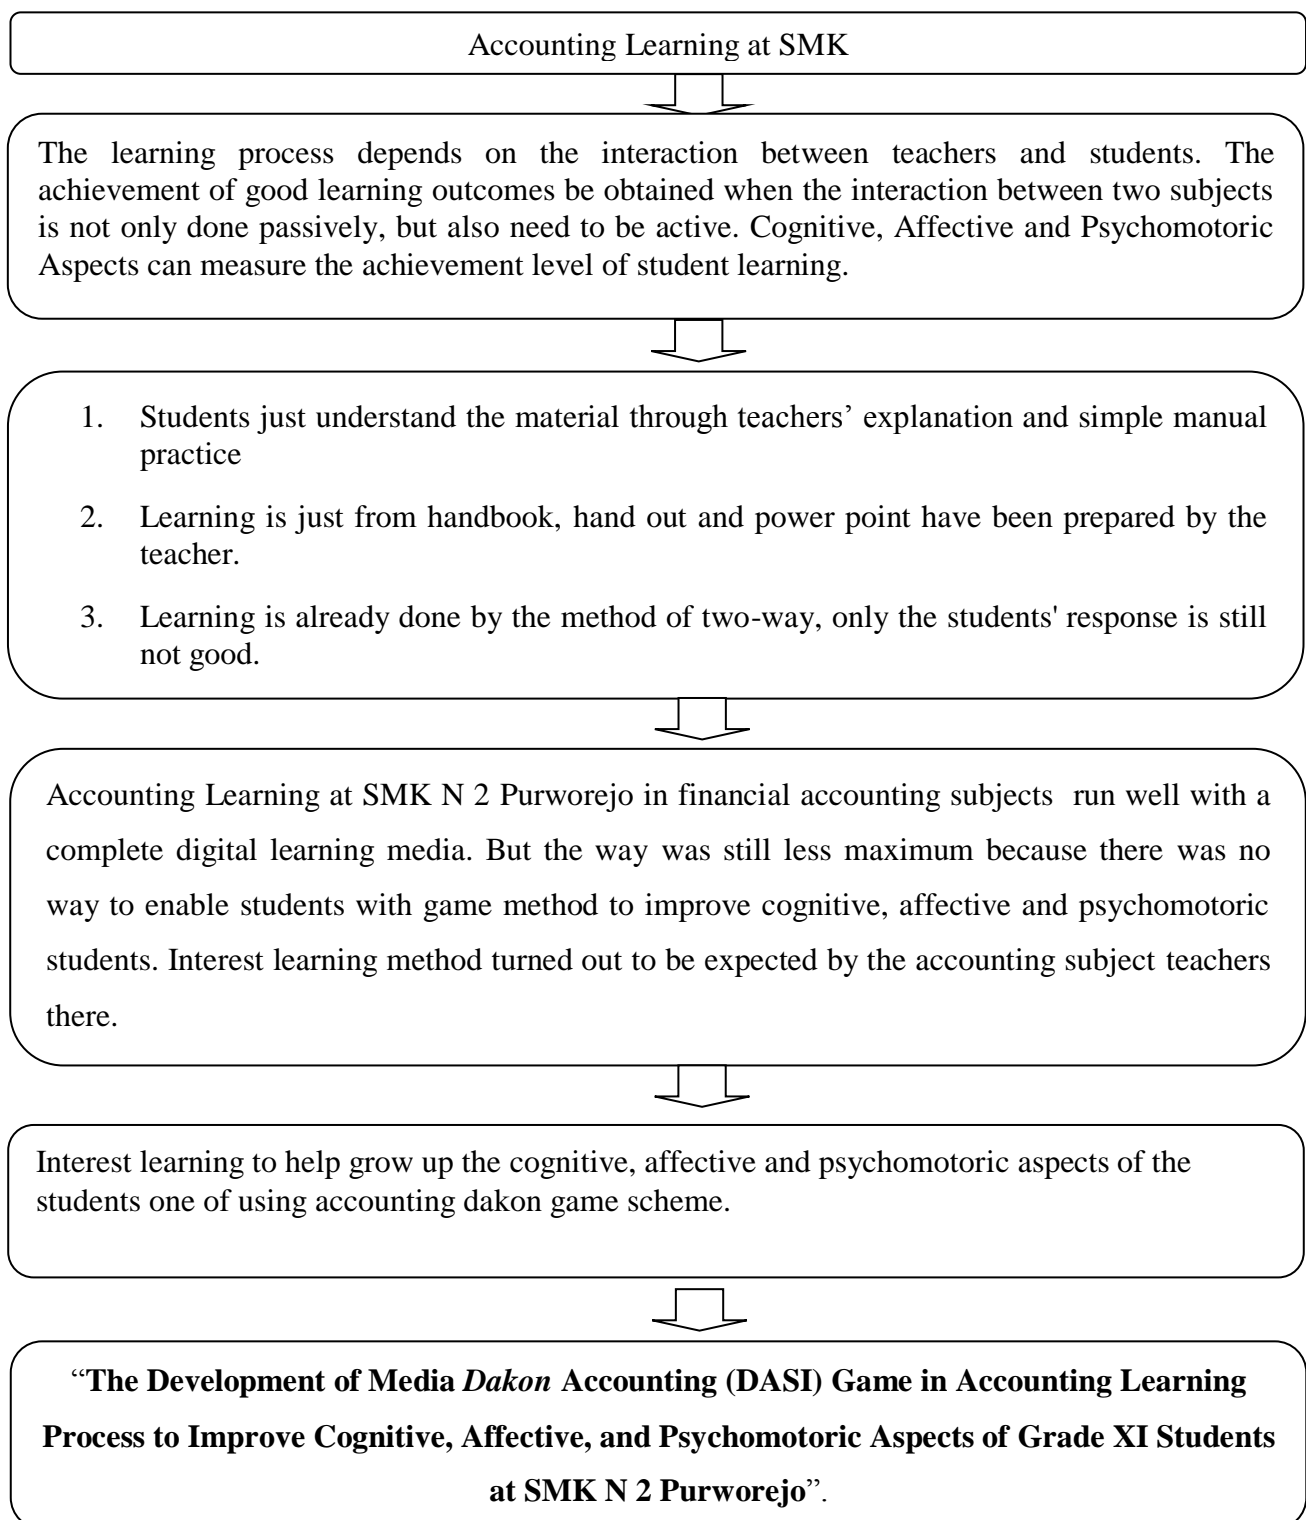 Accounting Learning at SMK
The learning process depends on the interaction between teachers and students. The
achievement of good learning outcomes be obtained when the interaction between two subjects
is not only done passively, but also need to be active. Cognitive, Affective and Psychomotoric
Aspects can measure the achievement level of student learning.
1. Students just understand the material through teachers’ explanation and simple manual
practice
2. Learning is just from handbook, hand out and power point have been prepared by the
teacher.
3. Learning is already done by the method of two-way, only the students' response is still
not good.
Accounting Learning at SMK N 2 Purworejo in financial accounting subjects run well with a
complete digital learning media. But the way was still less maximum because there was no
way to enable students with game method to improve cognitive, affective and psychomotoric
students. Interest learning method turned out to be expected by the accounting subject teachers
there.
Interest learning to help grow up the cognitive, affective and psychomotoric aspects of the
students one of using accounting dakon game scheme.
“The Development of Media Dakon Accounting (DASI) Game in Accounting Learning
Process to Improve Cognitive, Affective, and Psychomotoric Aspects of Grade XI Students
at SMK N 2 Purworejo”.